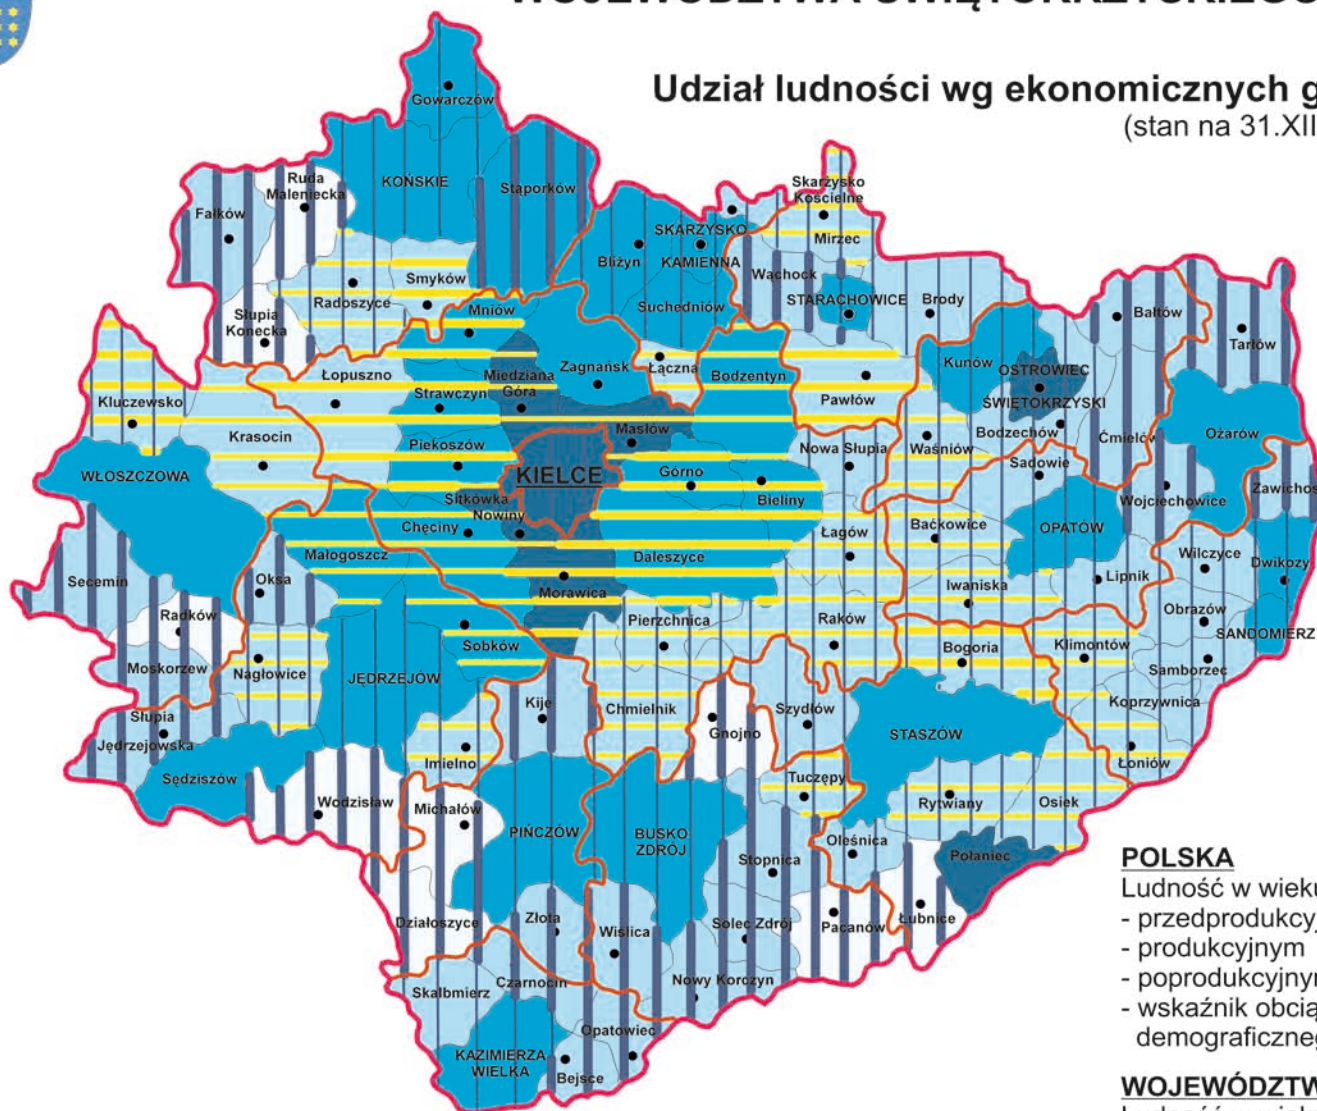 Udział ludności wg ekonomicznych g
(stan na 31.XII
Gowarczów
KOŃSKIE
Stąporków
Ruda
Maleniecka
Fałków
Skarżysko
Kościelne
SKARŻYSKO
KAMIENNA
Bliżyn
Mirzec
Wąchock
Smyków
Radoszyce
Suchedniów
STARACHOWICE
Brody
Bałtów
Słupia
Konecka
Mniów
Tarłów
Zagnańsk
Łączna
Kunów
OSTROWIEC
ŚWIĘTOKRZYSKI
Łopuszno
Miedziana
Góra
Bodzentyn
Strawczyn
Pawłów
Kluczewsko
Krasocin
Masłów
Bodzechów
Ćmielów
Ożarów
Piekoszów
Nowa Słupia
Waśniów
WŁOSZCZOWA
KIELCE
Górno
Sadowie
Bieliny
Wojciechowice
Zawichos
Sitkówka
Nowiny
Chęciny
Łagów
Baćkowice
OPATÓW
Małogoszcz
Daleszyce
Wilczyce
Dwikozy
Secemin
Oksa
Morawica
Iwaniska
Lipnik
Obrazów
Radków
Pierzchnica
Raków
SANDOMIERZ
Sobków
Bogoria
Klimontów
Moskorzew
Nagłowice
JĘDRZEJÓW
Samborzec
Słupia
Jędrzejowska
Kije
Chmielnik
Szydłów
Koprzywnica
Gnojno
STASZÓW
Imielno
Łoniów
Sędziszów
Tuczępy
Wodzisław
Michałów
Rytwiany
Osiek
PIŃCZÓW
BUSKO
ZDRÓJ
Oleśnica
Połaniec
Stopnica
Działoszyce
Złota
Wiślica
Solec Zdrój
Pacanów
Łubnice
Skalbmierz
Czarnocin
Nowy Korczyn
Opatowiec
KAZIMIERZA
WIELKA
Bejsce
POLSKA
Ludność w wieku
- przedprodukcyj
- produkcyjnym
- poprodukcyjnym
- wskaźnik obcią
demograficzneg
WOJEWÓDZTW